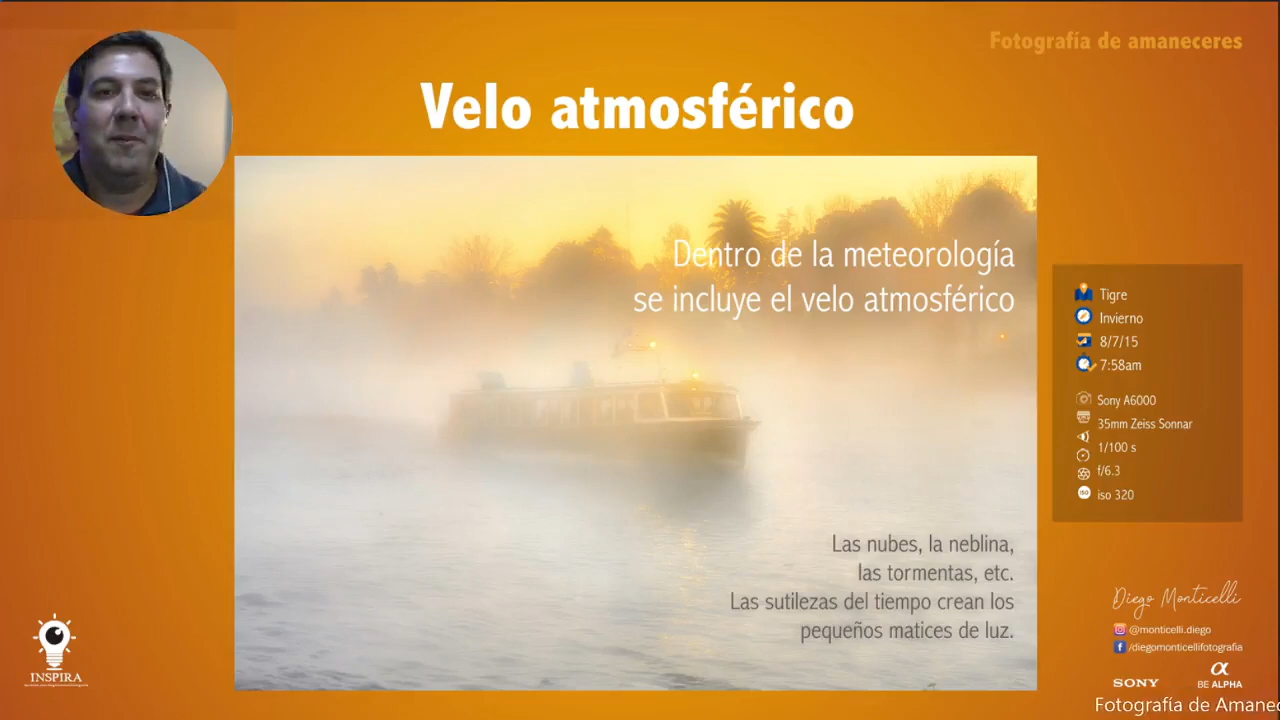 Fotografía de amaneceres
Velo atmosférico
Dentro de la meteorología
se incluye el velo atmosférico
Tigre
Invierno
8/7/15
7:58am
Sony A6000
35mm Zeiss Sonnar
1/100 s
f/6.3
ISO
iso 320
Las nubes, la neblina,
las tormentas, etc.
Las sutilezas del tiempo crean los
pequeños matices de luz.
Diego Monticelli
@monticelli.diego
/diegomonticellifotografia
INSPIRA
SONY
α
BE ALPHA
Fotografía de Amanec